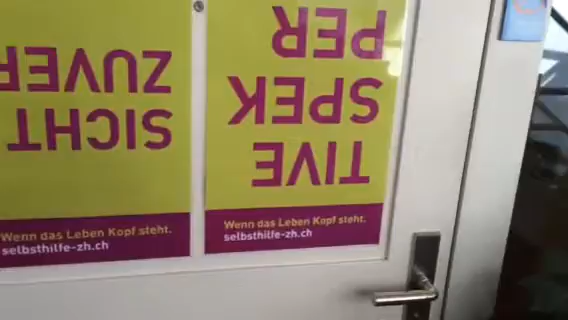 ZUVER
SICHT
Wenn das Leben Kopf steht.
selbsthilfe-zh.ch
PER
SPEK
TIVE
Wenn das Leben Kopf steht.
selbsthilfe-zh.ch